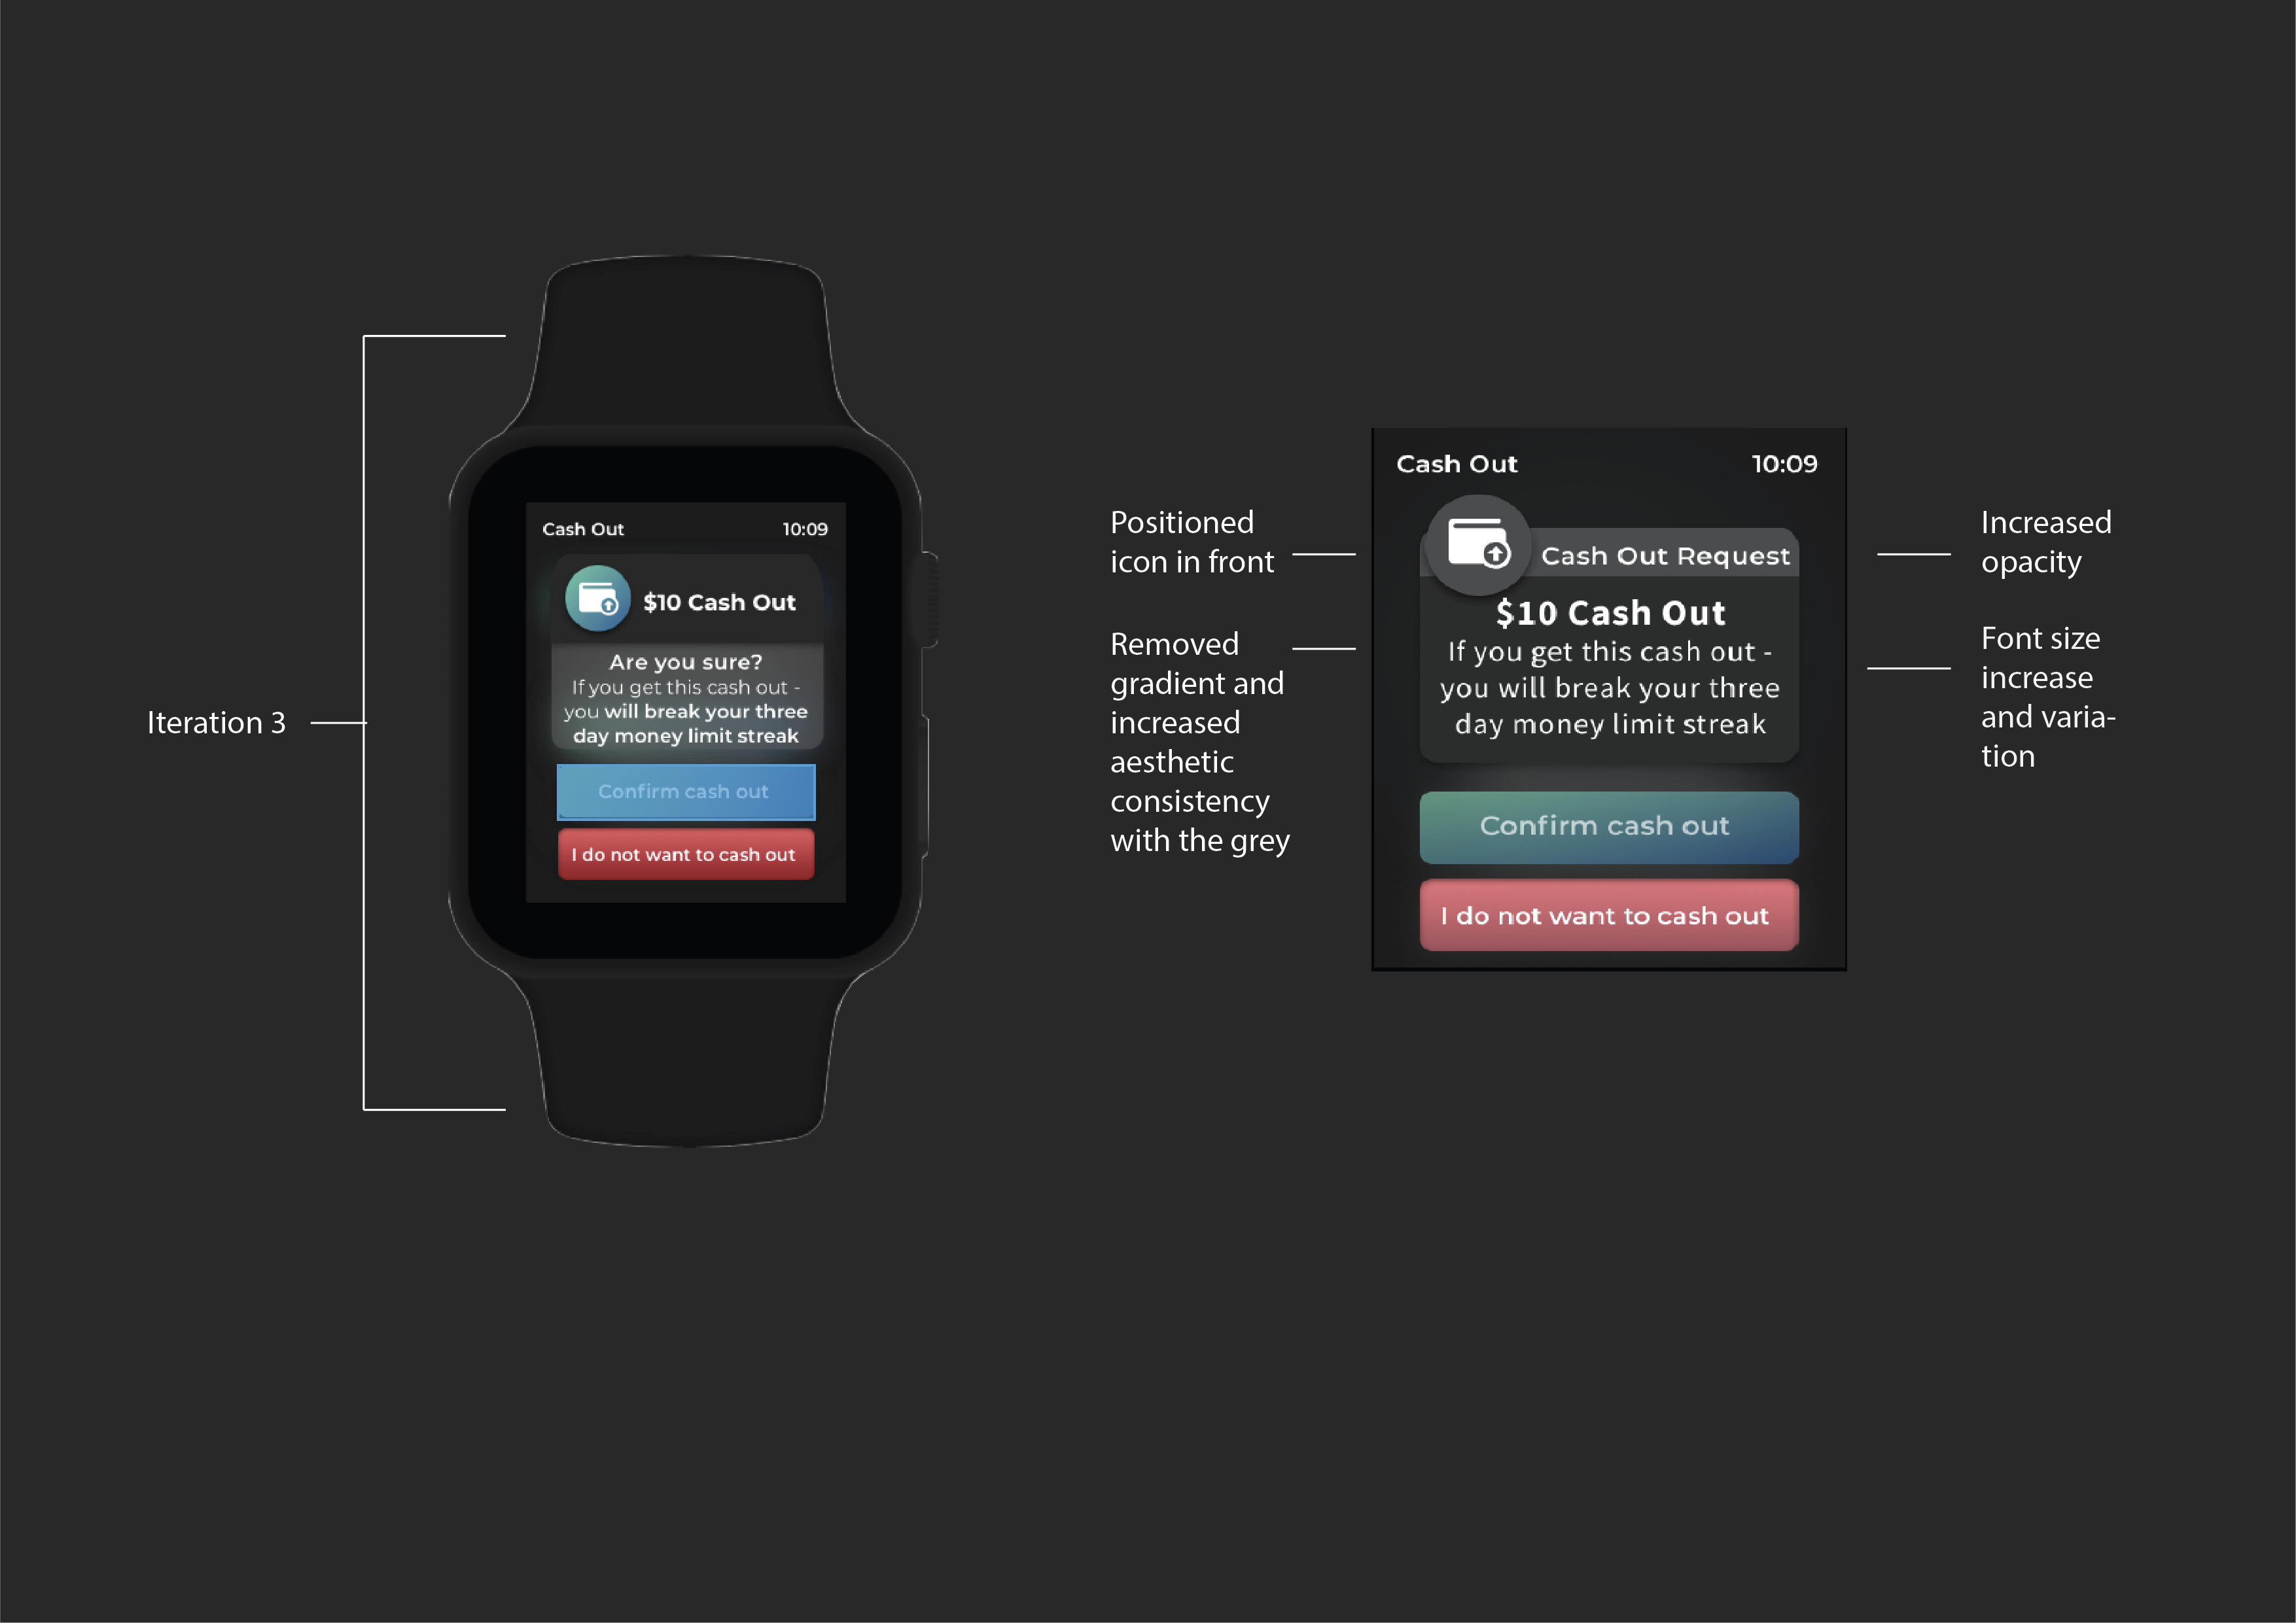 Iteration 3
Cash Out 10:09
$10 Cash Out
Are you sure?
If you get this cash out -
you will break your three
day money limit streak
Confirm cash out
I do not want to cash out
Positioned
icon in front
Removed
gradient and
increased
aesthetic
consistency
with the grey
Cash Out 10:09
Cash Out Request
$10 Cash Out
If you get this cash out -
you will break your three
day money limit streak
Confirm cash out
I do not want to cash out
Increased
opacity
Font size
increase
and varia-
tion